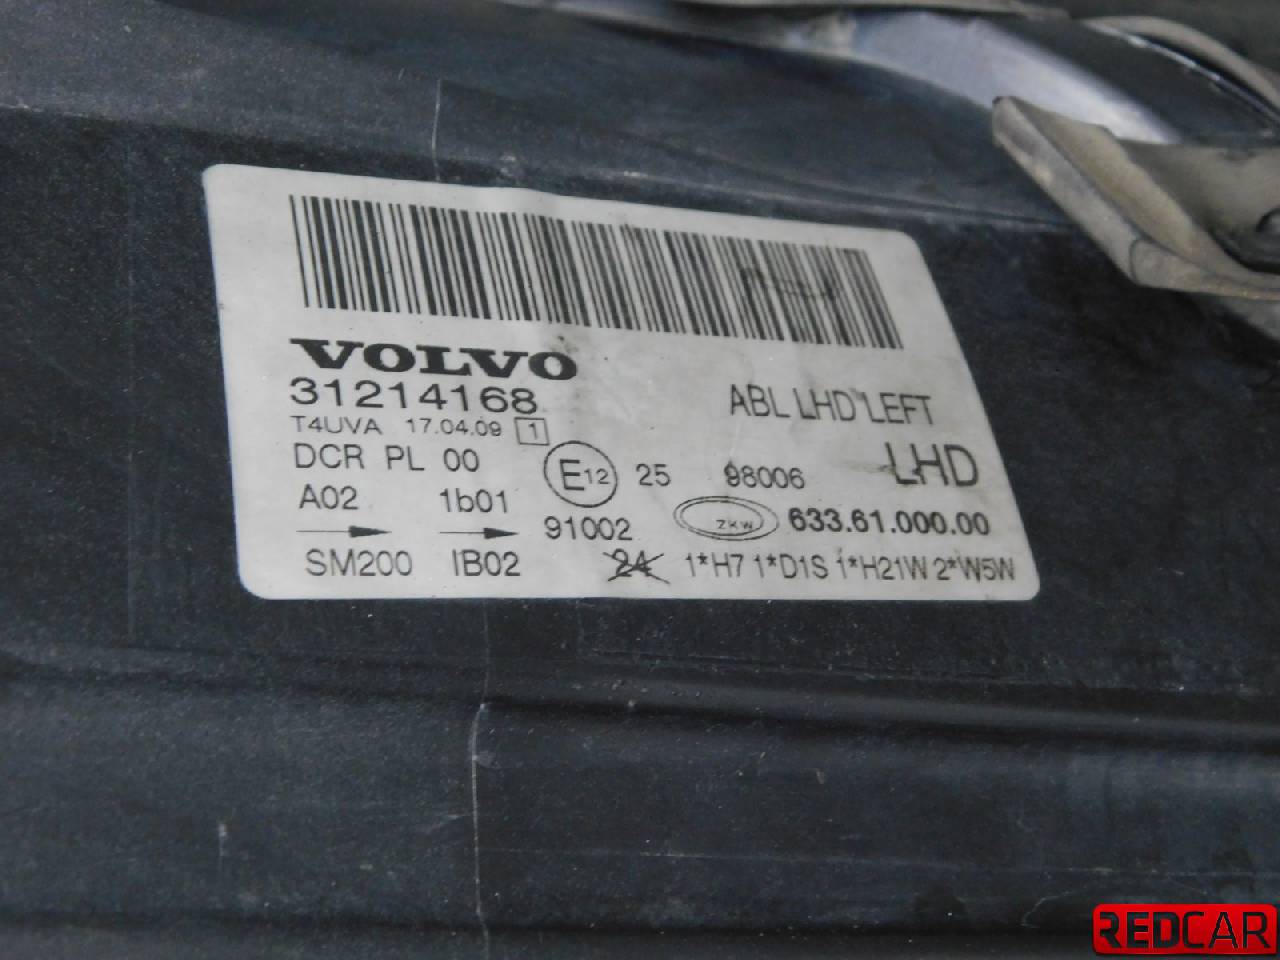 VOLVO
31214168
ABL LHD LEFT
T4UVA 17.04.09 1
DCR PL 00 E12 25 98006 LHD
A02 1b01 91002 ZKW 633.61.000.00
SM200 IB02 24 1*H7 1*D1S 1*H21W 2*W5W
REDCAR